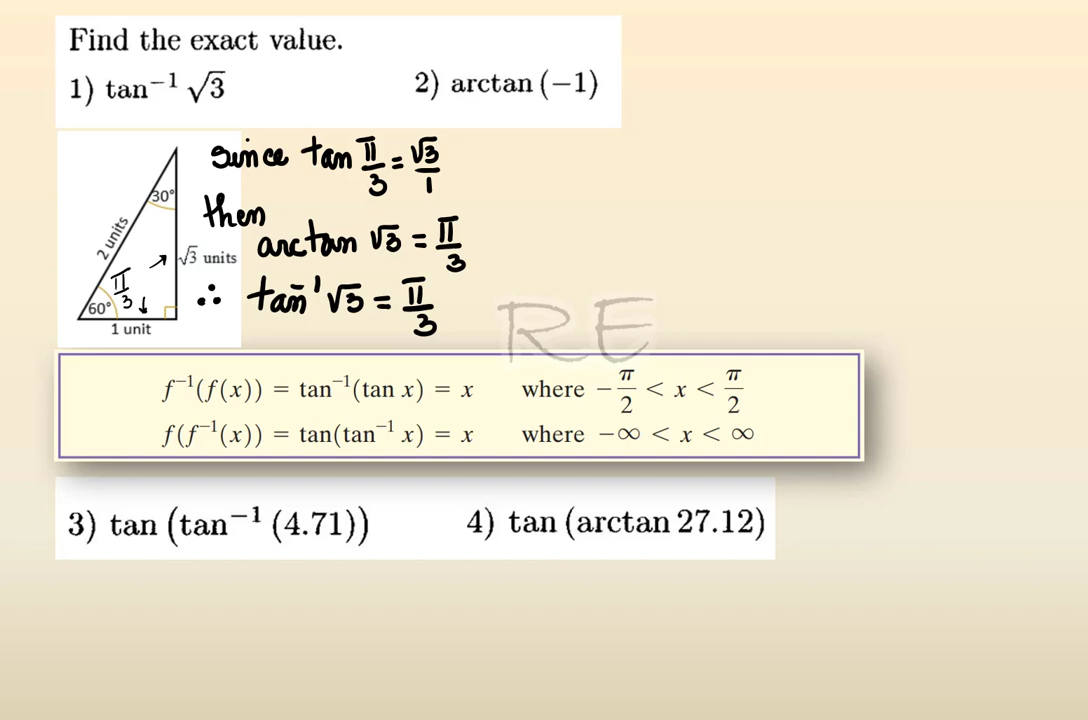 Find the exact value.
1) tan⁻¹ √3
2) arctan (−1)
30°
2 units
√3 units
π/3
60°
1 unit
since tan π/3 = √3/1
then
arctan √3 = π/3
∴ tan⁻¹ √3 = π/3
RE
f⁻¹(f(x)) = tan⁻¹(tan x) = x where −π/2 < x < π/2
f(f⁻¹(x)) = tan(tan⁻¹ x) = x where −∞ < x < ∞
3) tan (tan⁻¹ (4.71))
4) tan (arctan 27.12)